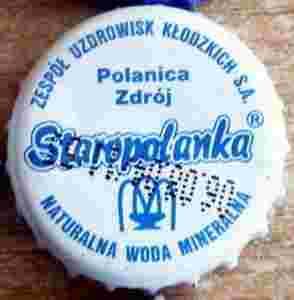 ZESPÓŁ UZDROWISK KŁODZKICH S.A.
Polanica
Zdrój
Staropolanka®
NATURALNA WODA MINERALNA